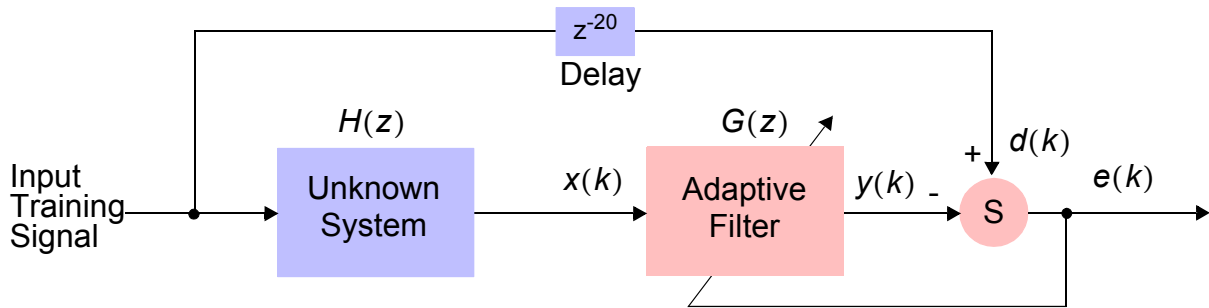 z-20
Delay
H(z)
G(z)
Input
Training
Signal
Unknown
System
x(k)
Adaptive
Filter
y(k)
-
+
d(k)
S
e(k)